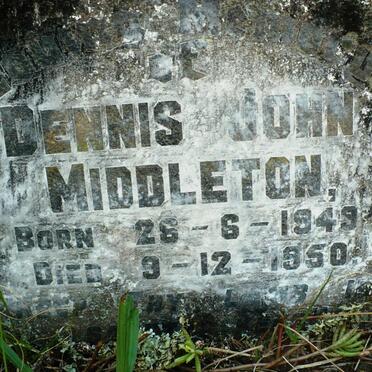 DENNIS JOHN
MIDDLETON,
BORN 26-6-1949
DIED 9-12-1950.